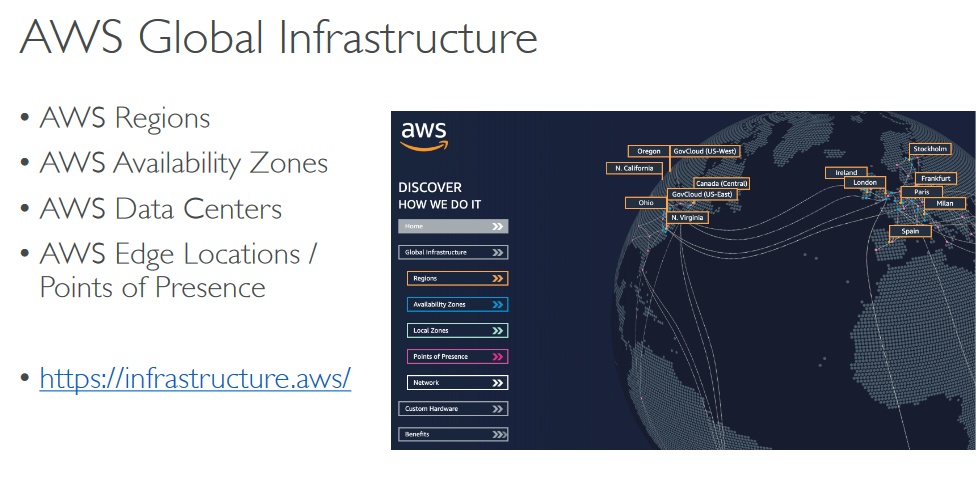 AWS Global Infrastructure
• AWS Regions
• AWS Availability Zones
• AWS Data Centers
• AWS Edge Locations /
Points of Presence
• https://infrastructure.aws/
aws
DISCOVER
HOW WE DO IT
Home
Global Infrastructure
Regions
Availability Zones
Local Zones
Points of Presence
Network
Custom Hardware
Benefits
Oregon
GovCloud (US-West)
N. California
Canada (Central)
GovCloud (US-East)
Ohio
N. Virginia
Stockholm
Ireland
London
Frankfurt
Paris
Milan
Spain